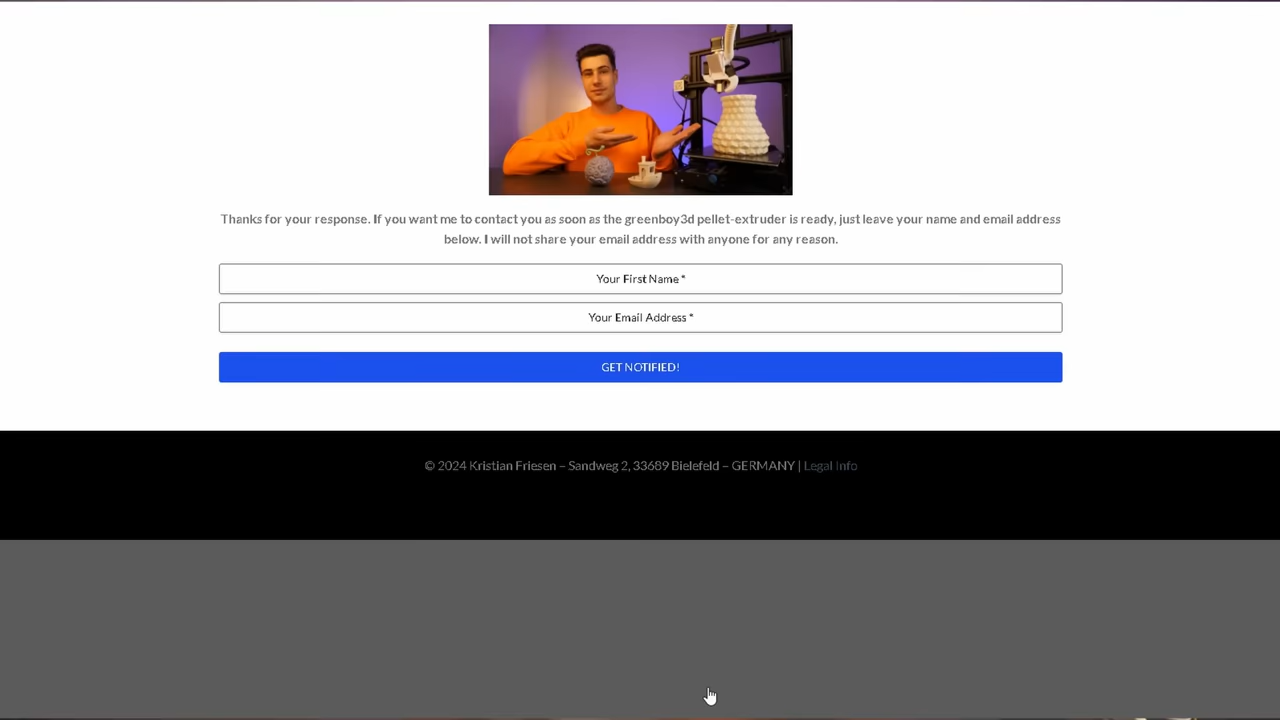 Thanks for your response. If you want me to contact you as soon as the greenboy3d pellet-extruder is ready, just leave your name and email address
below. I will not share your email address with anyone for any reason.
Your First Name *
Your Email Address *
GET NOTIFIED!
© 2024 Kristian Friesen – Sandweg 2, 33689 Bielefeld – GERMANY | Legal Info